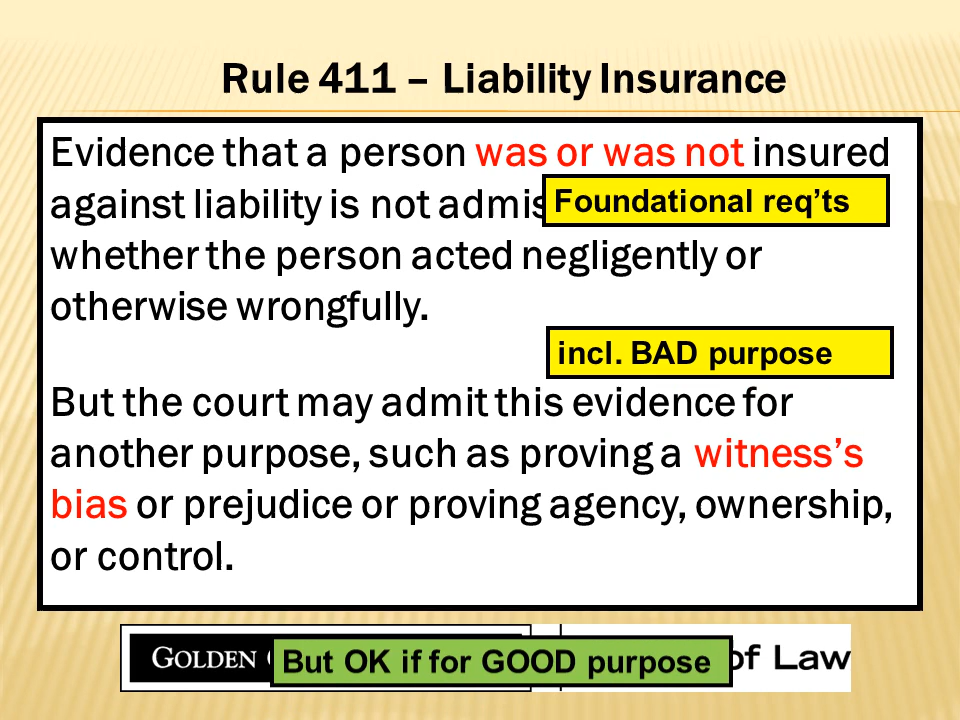 Rule 411 – Liability Insurance
Evidence that a person was or was not insured
against liability is not admis
Foundational req’ts
whether the person acted negligently or
otherwise wrongfully.
incl. BAD purpose
But the court may admit this evidence for
another purpose, such as proving a witness’s
bias or prejudice or proving agency, ownership,
or control.
GOLDEN
But OK if for GOOD purpose
of Law